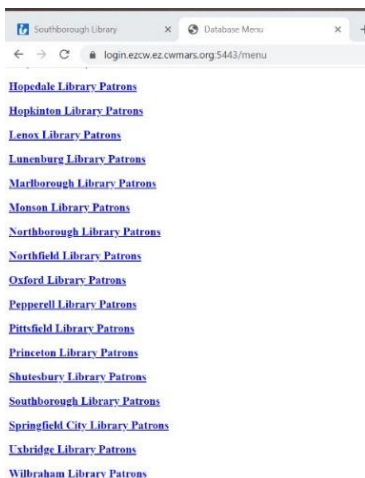 Southborough Library
Database Menu
login.ezcw.ez.cwmars.org:5443/menu
Hopedale Library Patrons
Hopkinton Library Patrons
Lenox Library Patrons
Lunenburg Library Patrons
Marlborough Library Patrons
Monson Library Patrons
Northborough Library Patrons
Northfield Library Patrons
Oxford Library Patrons
Pepperell Library Patrons
Pittsfield Library Patrons
Princeton Library Patrons
Shutesbury Library Patrons
Southborough Library Patrons
Springfield City Library Patrons
Uxbridge Library Patrons
Wilbraham Library Patrons